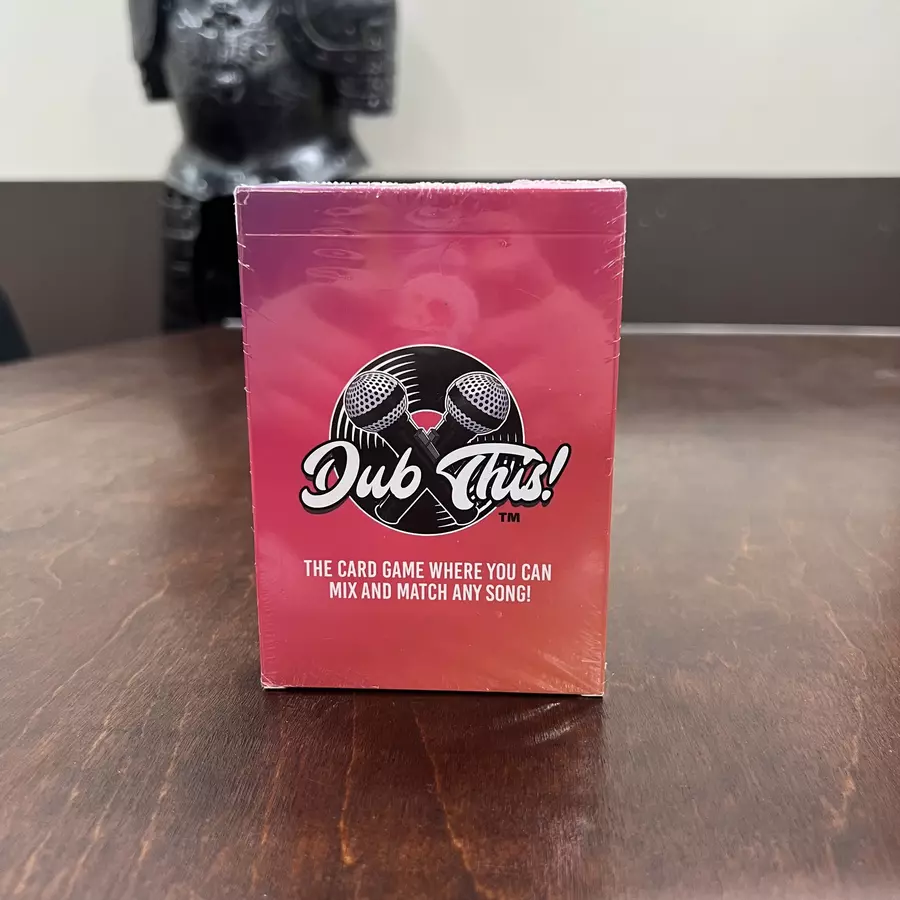 Dub This!
TM
THE CARD GAME WHERE YOU CAN
MIX AND MATCH ANY SONG!